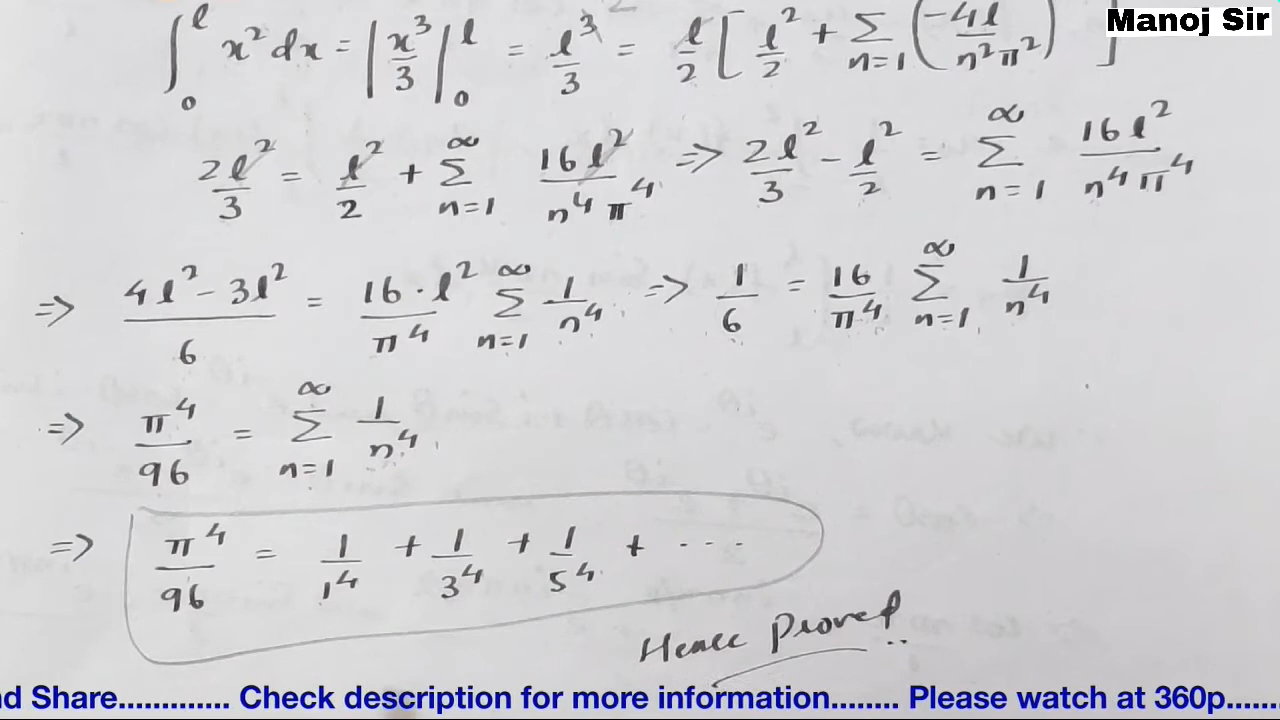 Manoj Sir
∫₀^l x² dx = |x³/3|₀^l = l³/3 = l/2 [ l²/2 + Σ_{n=1} (-4l/n²π²) ]
2l²/3 = l²/2 + Σ_{n=1}^∞ 16l²/n⁴π⁴ => 2l²/3 - l²/2 = Σ_{n=1}^∞ 16l²/n⁴π⁴
=> (4l² - 3l²)/6 = 16·l²/π⁴ Σ_{n=1}^∞ 1/n⁴ => 1/6 = 16/π⁴ Σ_{n=1}^∞ 1/n⁴
=> π⁴/96 = Σ_{n=1}^∞ 1/n⁴
=> π⁴/96 = 1/1⁴ + 1/3⁴ + 1/5⁴ + ...
Hence Proved
nd Share............. Check description for more information........ Please watch at 360p.......